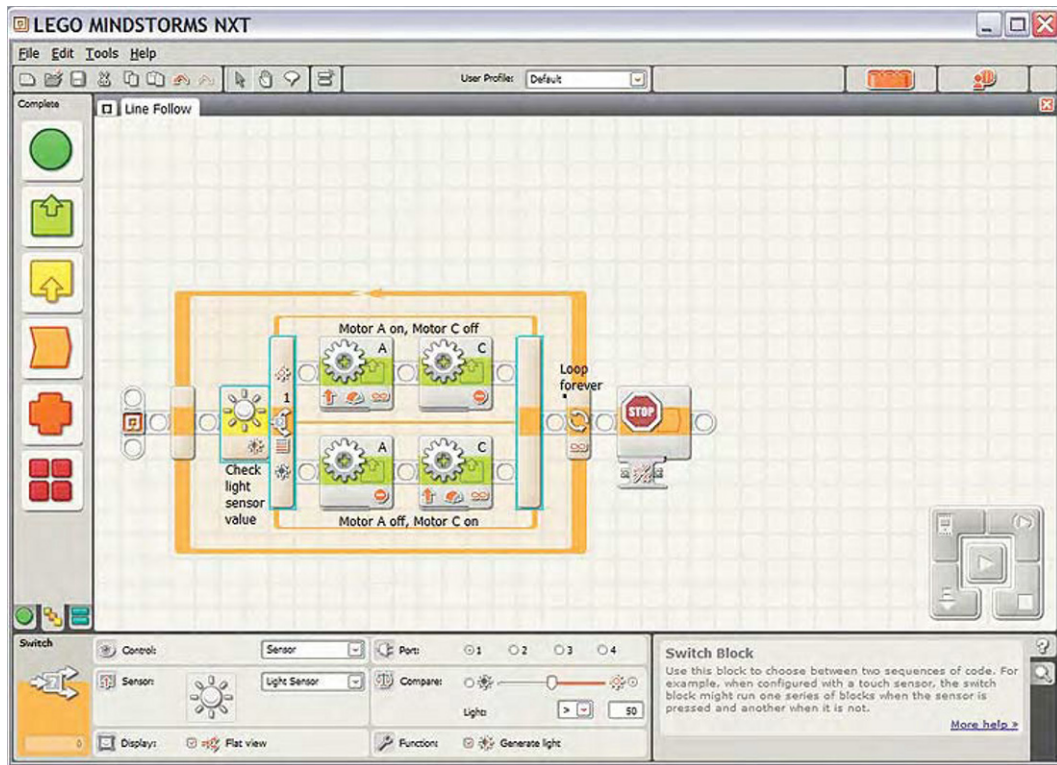 LEGO MINDSTORMS NXT
File Edit Tools Help
User Profile: Default
Complete
Line Follow
Motor A on, Motor C off
A
C
Loop
forever
1
STOP
Check
light
sensor
value
A
C
Motor A off, Motor C on
Switch
Control: Sensor
Port: 1 2 3 4
Sensor: Light Sensor
Compare:
Light: > 50
0
Display: Flat view
Function: Generate light
Switch Block
Use this block to choose between two sequences of code. For
example, when configured with a touch sensor, the switch
block might run one series of blocks when the sensor is
pressed and another when it is not.
More help »
?